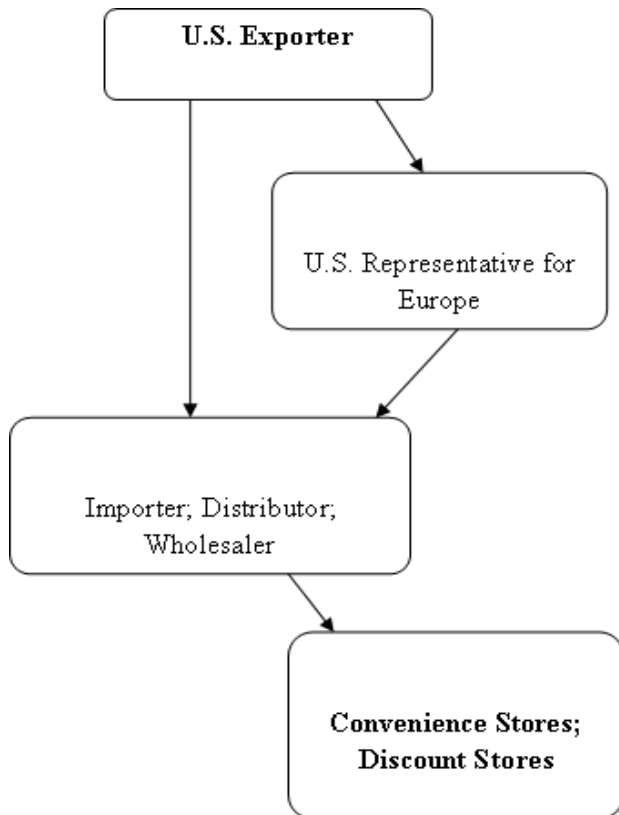 U.S. Exporter
U.S. Representative for
Europe
Importer; Distributor;
Wholesaler
Convenience Stores;
Discount Stores